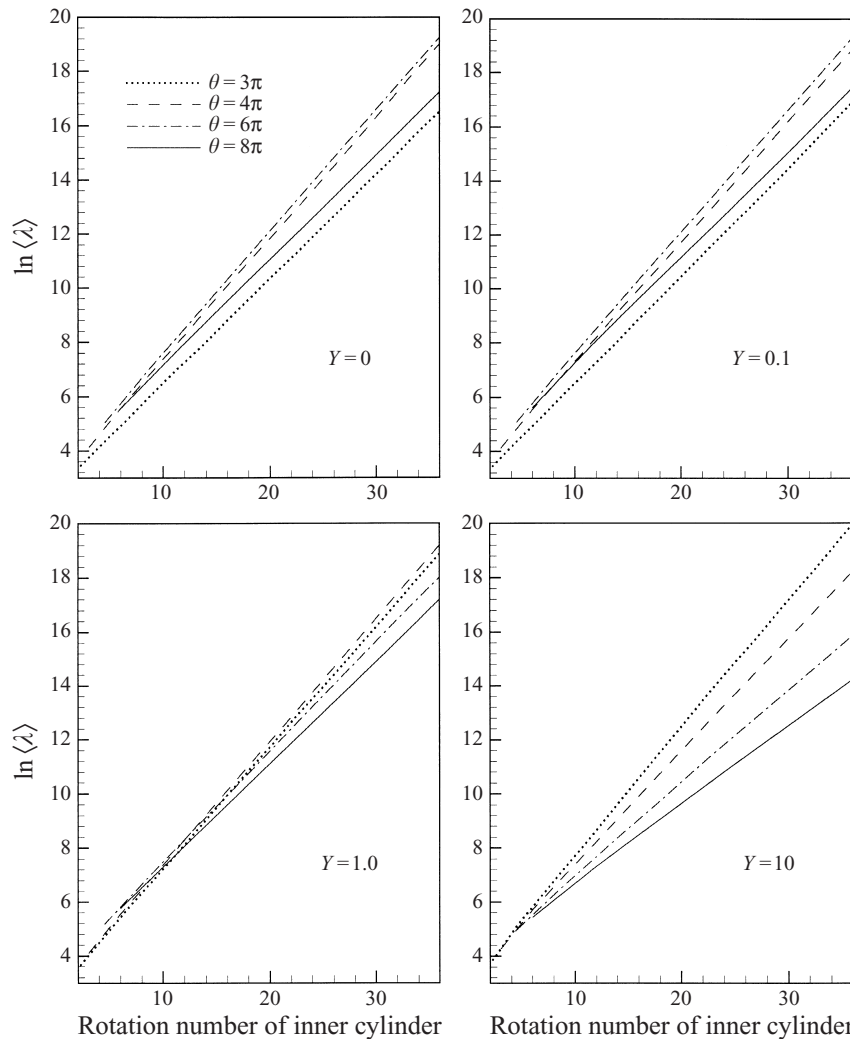 20
18
16
14
12
10
8
6
4
ln ⟨λ⟩
θ = 3π
θ = 4π
θ = 6π
θ = 8π
Y = 0
10 20 30
20
18
16
14
12
10
8
6
4
Y = 0.1
10 20 30
20
18
16
14
12
10
8
6
4
ln ⟨λ⟩
Y = 1.0
10 20 30
Rotation number of inner cylinder
20
18
16
14
12
10
8
6
4
Y = 10
10 20 30
Rotation number of inner cylinder